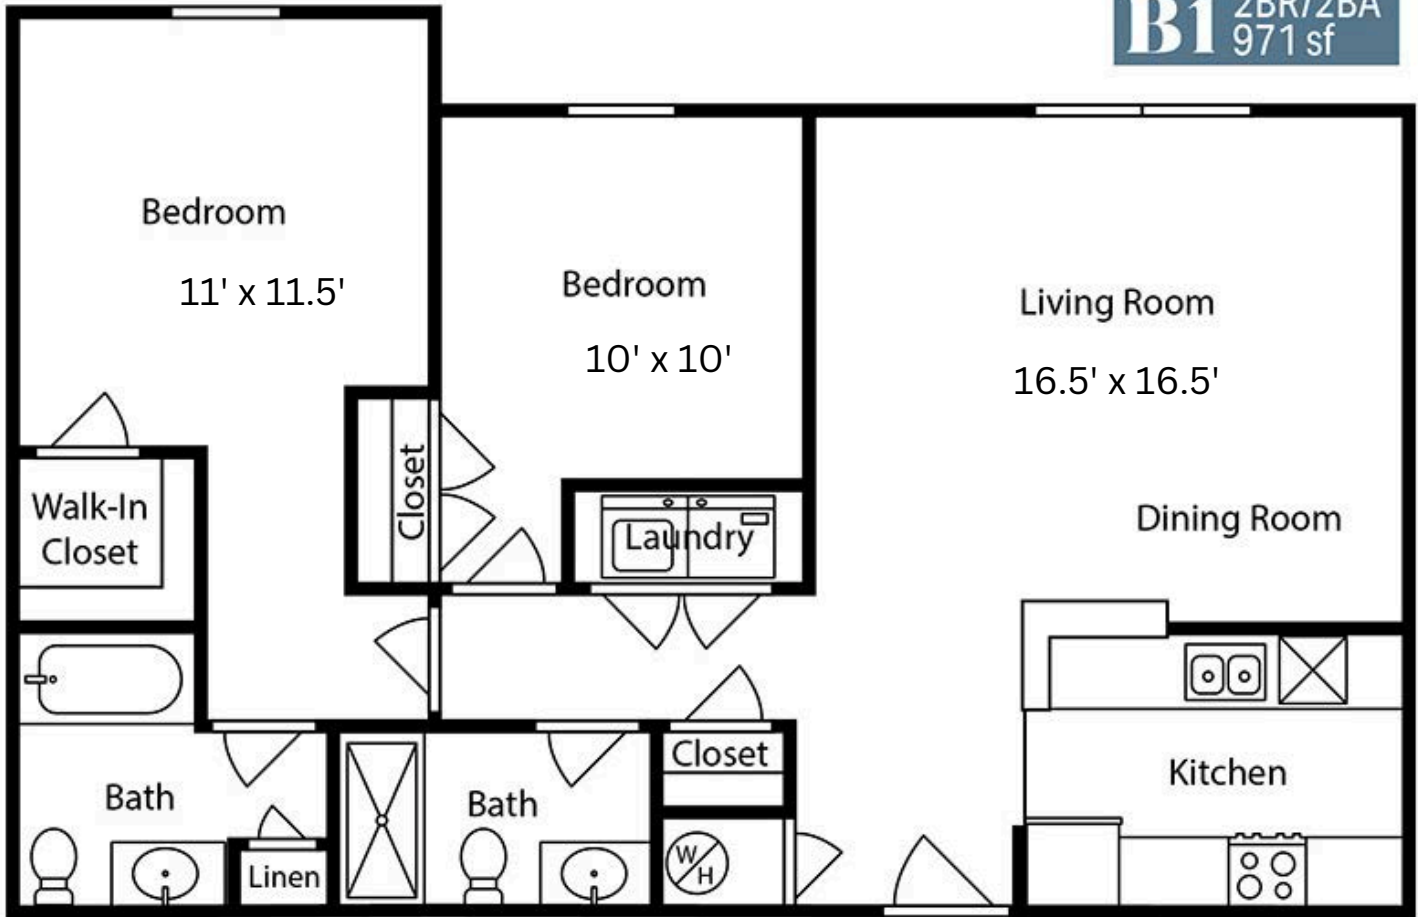 B1 2BR/2BA
971 sf
Bedroom
11' x 11.5'
Bedroom
10' x 10'
Living Room
16.5' x 16.5'
Dining Room
Walk-In
Closet
Closet
Laundry
Bath
Linen
Bath
Closet
W/H
Kitchen